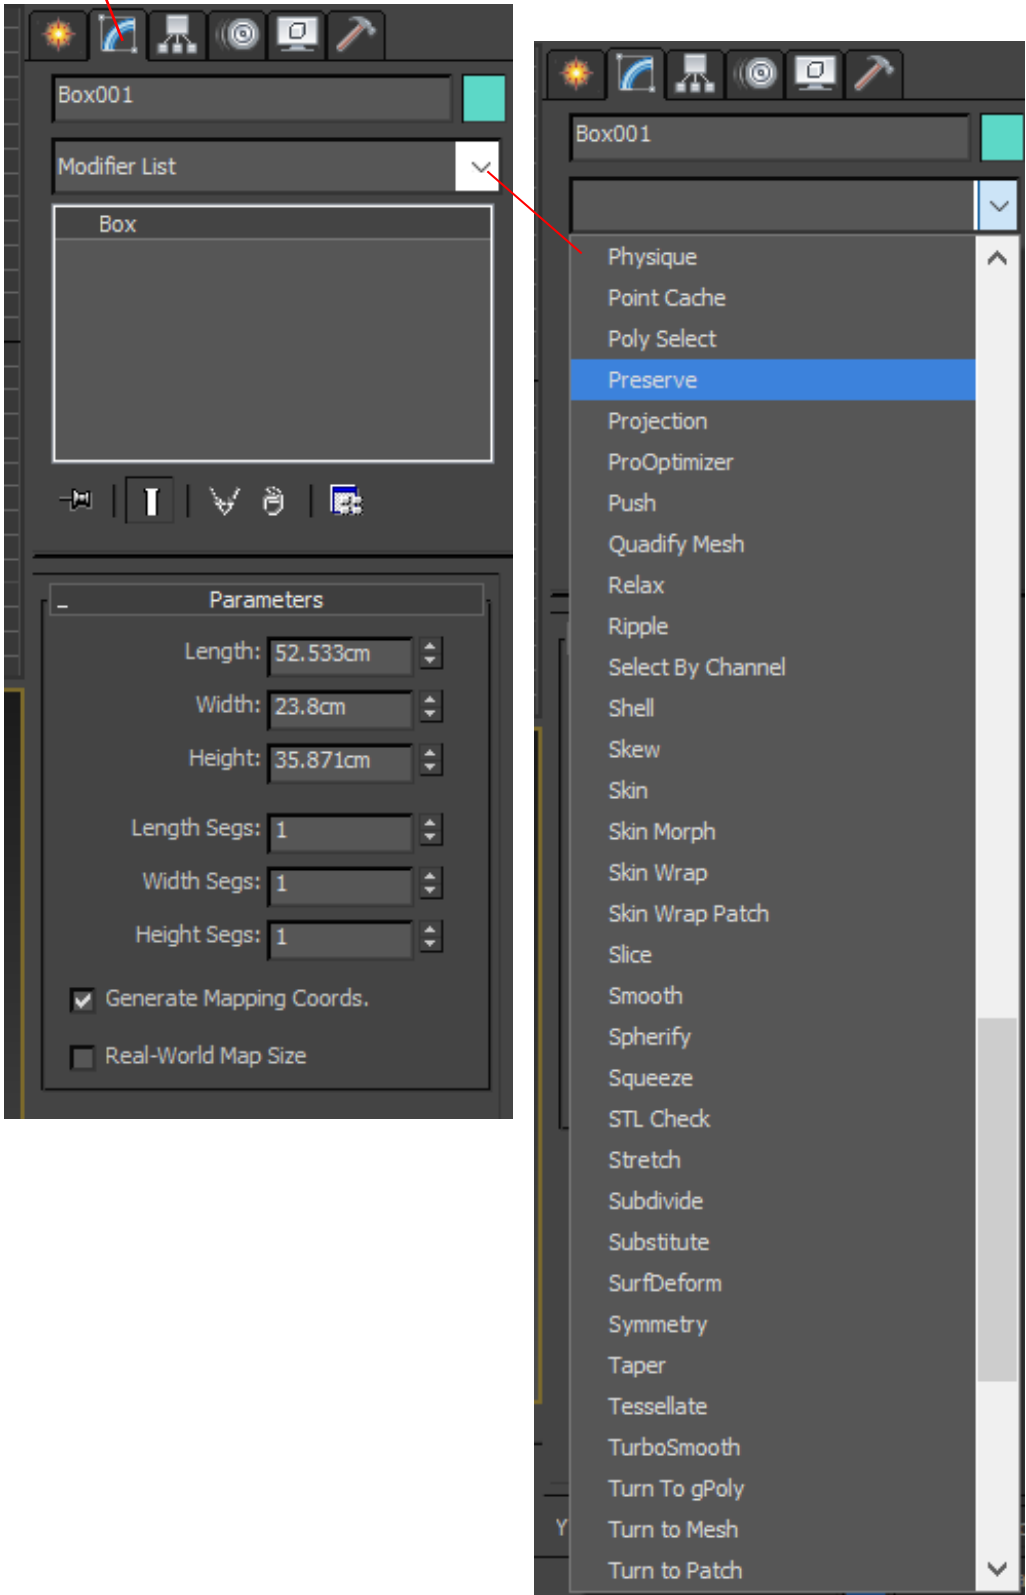 Box001
Modifier List
Box
Parameters
Length: 52.533cm
Width: 23.8cm
Height: 35.871cm
Length Segs: 1
Width Segs: 1
Height Segs: 1
Generate Mapping Coords.
Real-World Map Size
Box001
Physique
Point Cache
Poly Select
Preserve
Projection
ProOptimizer
Push
Quadify Mesh
Relax
Ripple
Select By Channel
Shell
Skew
Skin
Skin Morph
Skin Wrap
Skin Wrap Patch
Slice
Smooth
Spherify
Squeeze
STL Check
Stretch
Subdivide
Substitute
SurfDeform
Symmetry
Taper
Tessellate
TurboSmooth
Turn To gPoly
Y
Turn to Mesh
Turn to Patch